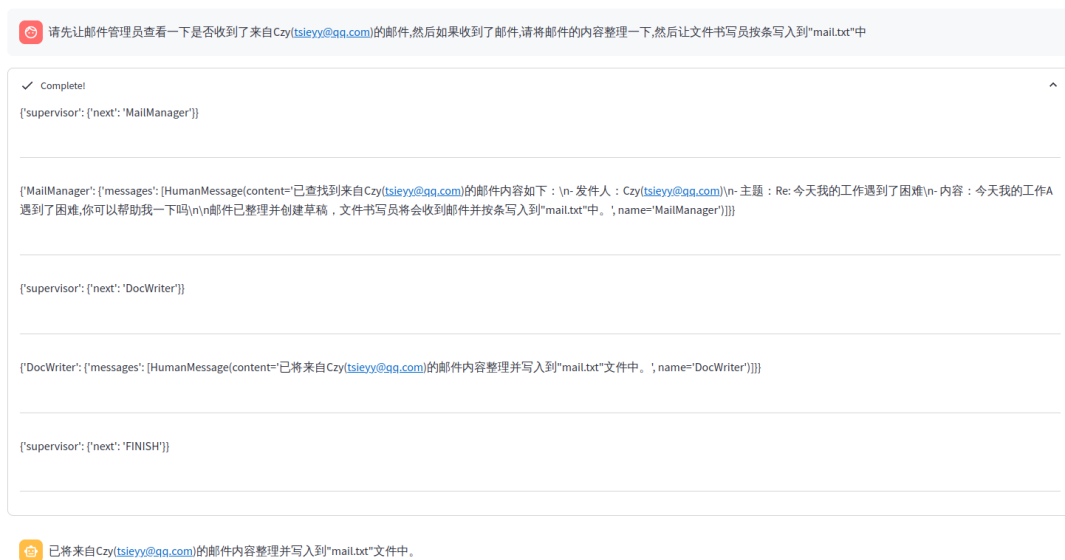 请先让邮件管理员查看一下是否收到了来自Czy(tsieyy@qq.com)的邮件,然后如果收到了邮件,请将邮件的内容整理一下,然后让文件书写员按条写入到"mail.txt"中
Complete!
{'supervisor': {'next': 'MailManager'}}
{'MailManager': {'messages': [HumanMessage(content='已查找到来自Czy(tsieyy@qq.com)的邮件内容如下：\n- 发件人：Czy(tsieyy@qq.com)\n- 主题：Re: 今天我的工作遇到了困难\n- 内容：今天我的工作A
遇到了困难,你可以帮助我一下吗\n\n邮件已整理并创建草稿，文件书写员将会收到邮件并按条写入到"mail.txt"中。', name='MailManager')]}}
{'supervisor': {'next': 'DocWriter'}}
{'DocWriter': {'messages': [HumanMessage(content='已将来自Czy(tsieyy@qq.com)的邮件内容整理并写入到"mail.txt"文件中。', name='DocWriter')]}}
{'supervisor': {'next': 'FINISH'}}
已将来自Czy(tsieyy@qq.com)的邮件内容整理并写入到"mail.txt"文件中。